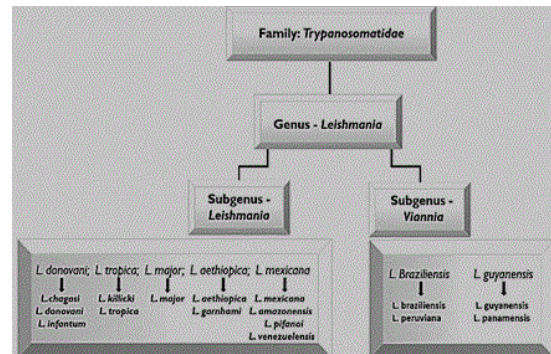 Family: Trypanosomatidae
Genus - Leishmania
Subgenus -
Leishmania
Subgenus -
Viannia
L. donovani; L. tropica; L. major; L. aethiopica; L. mexicana
L.chagasi
L. donovani
L. infantum
L. killicki
L. tropica
L. major
L. aethiopica
L. garnhami
L. mexicana
L. amazonensis
L. pifanoi
L. venezuelensis
L. Braziliensis
L. guyanensis
L. braziliensis
L. peruviana
L. guyanensis
L. panamensis